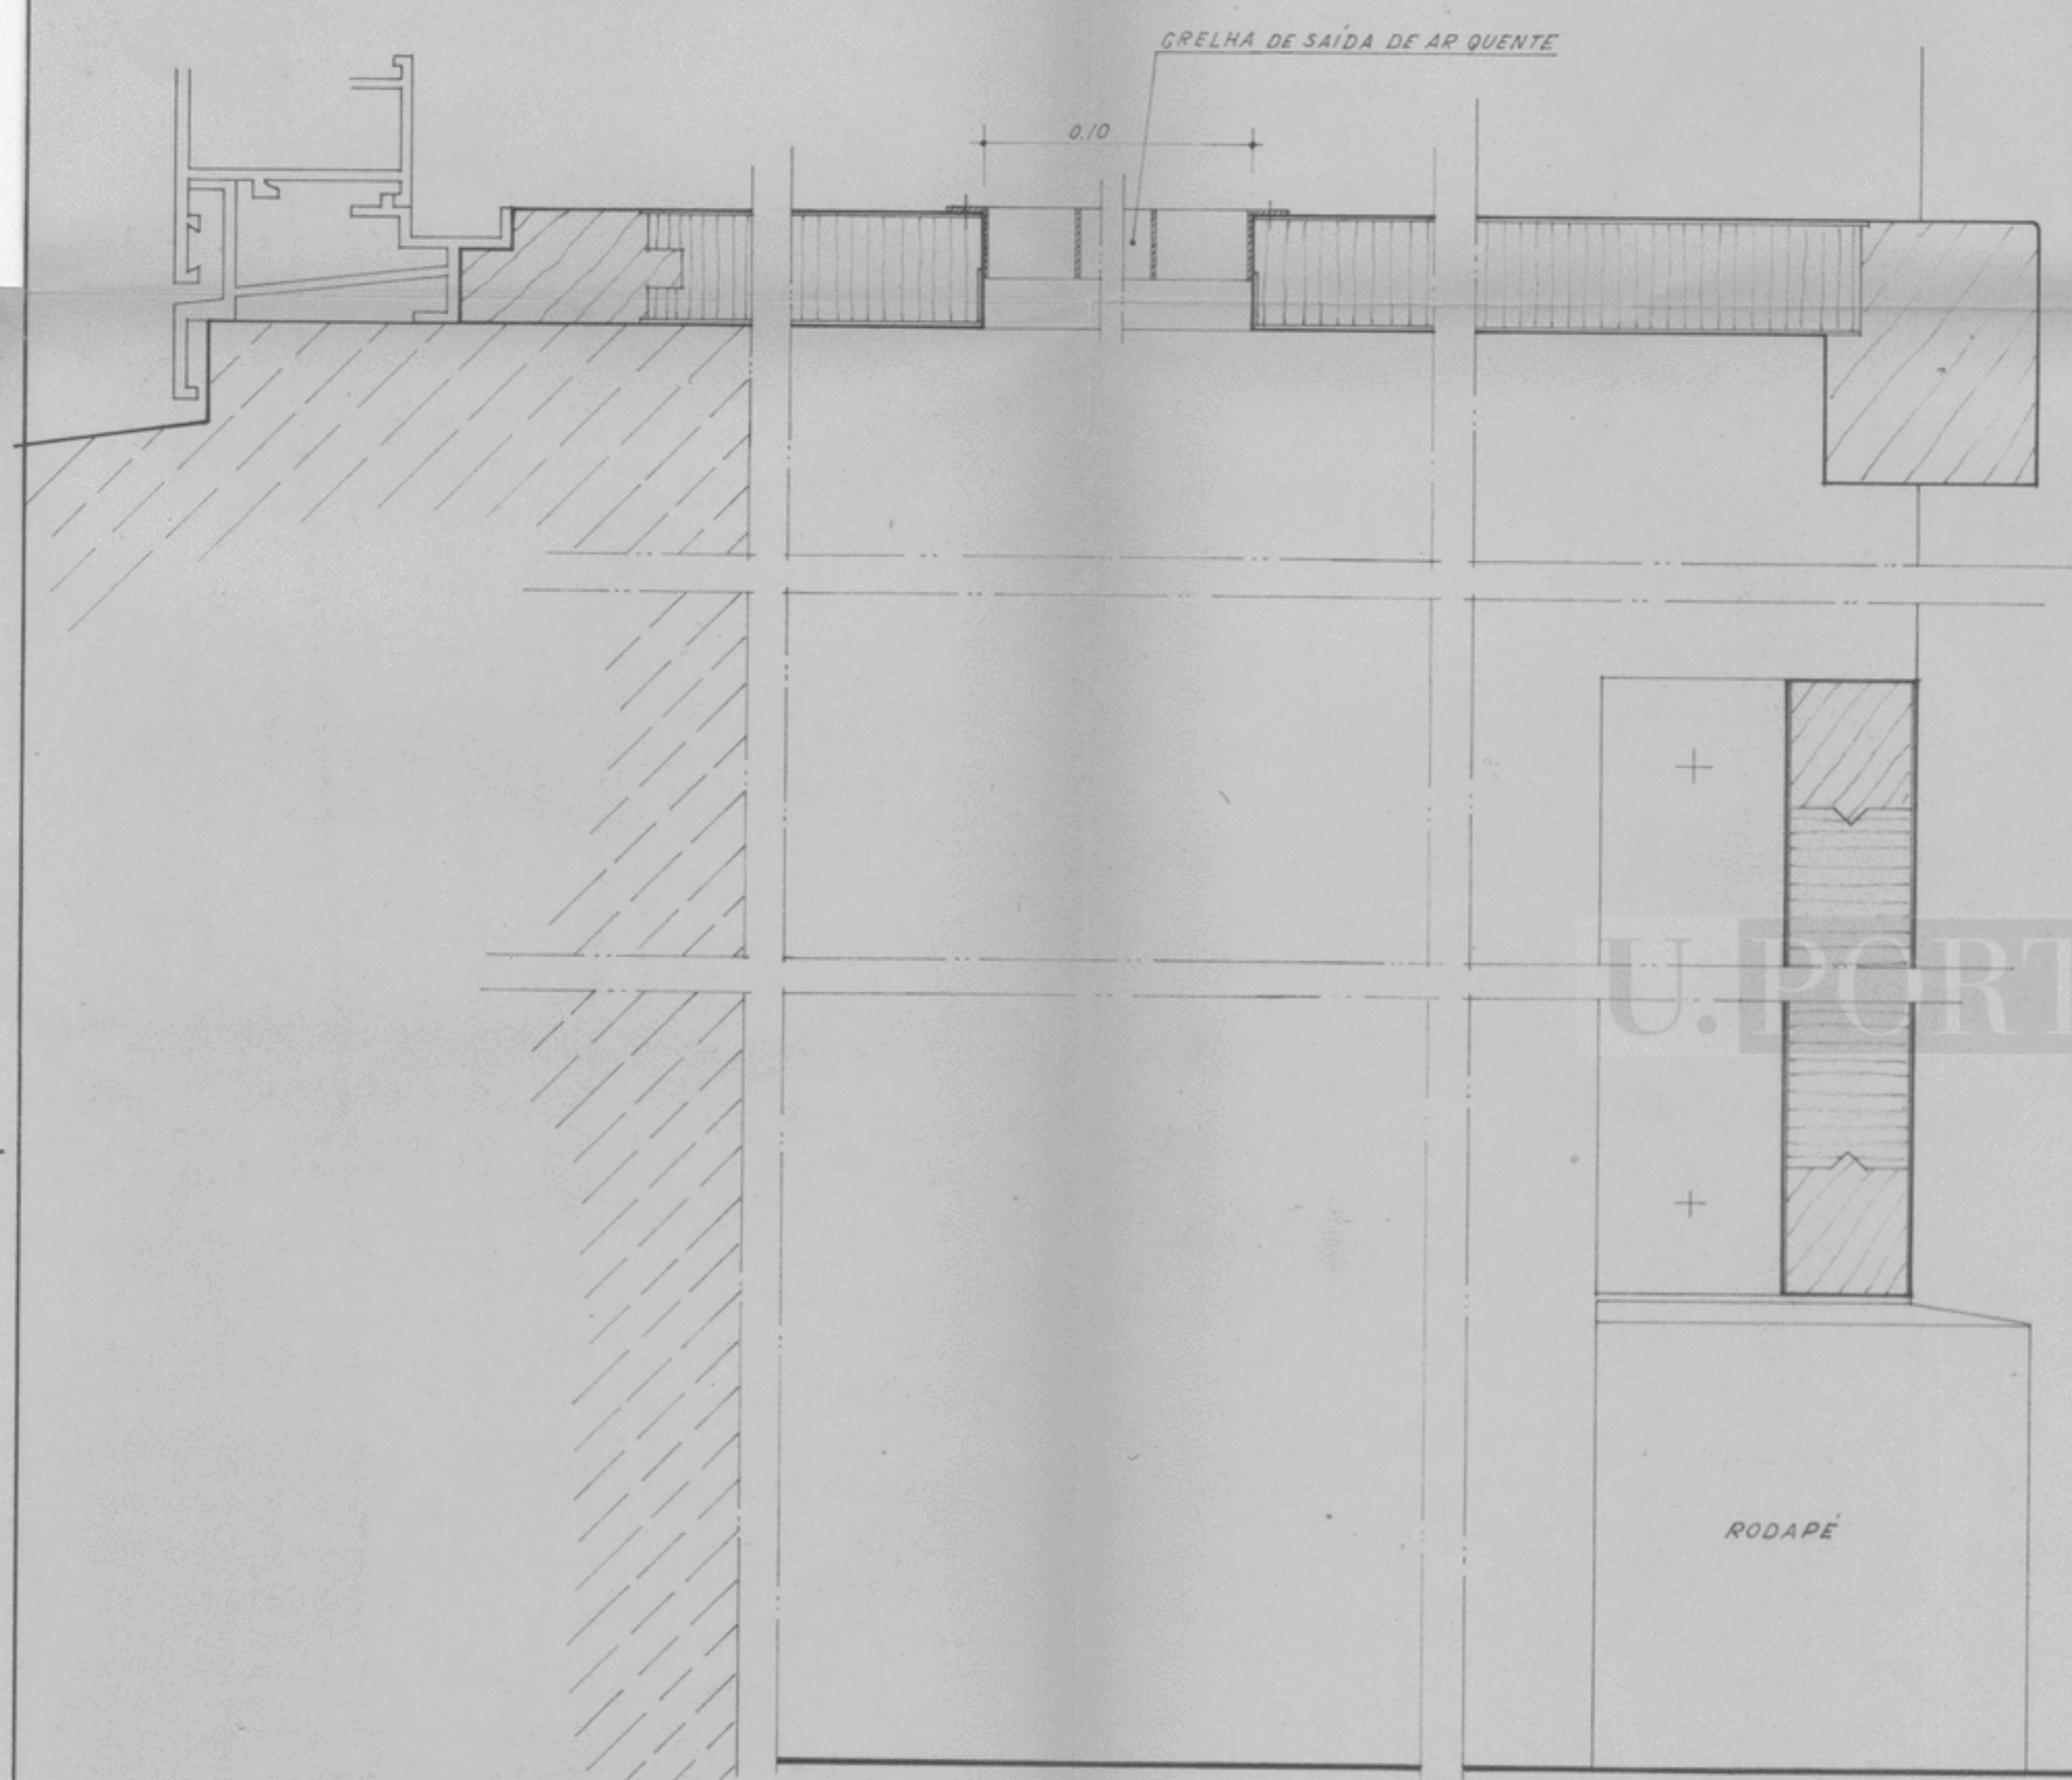 GRELHA DE SAÍDA DE AR QUENTE
0.10
U. PORT
RODAPÉ